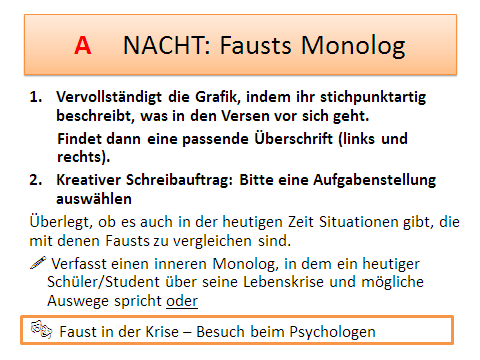 A NACHT: Fausts Monolog
1. Vervollständigt die Grafik, indem ihr stichpunktartig
beschreibt, was in den Versen vor sich geht.
Findet dann eine passende Überschrift (links und
rechts).
2. Kreativer Schreibauftrag: Bitte eine Aufgabenstellung
auswählen
Überlegt, ob es auch in der heutigen Zeit Situationen gibt, die
mit denen Fausts zu vergleichen sind.
Verfasst einen inneren Monolog, in dem ein heutiger
Schüler/Student über seine Lebenskrise und mögliche
Auswege spricht oder
Faust in der Krise – Besuch beim Psychologen